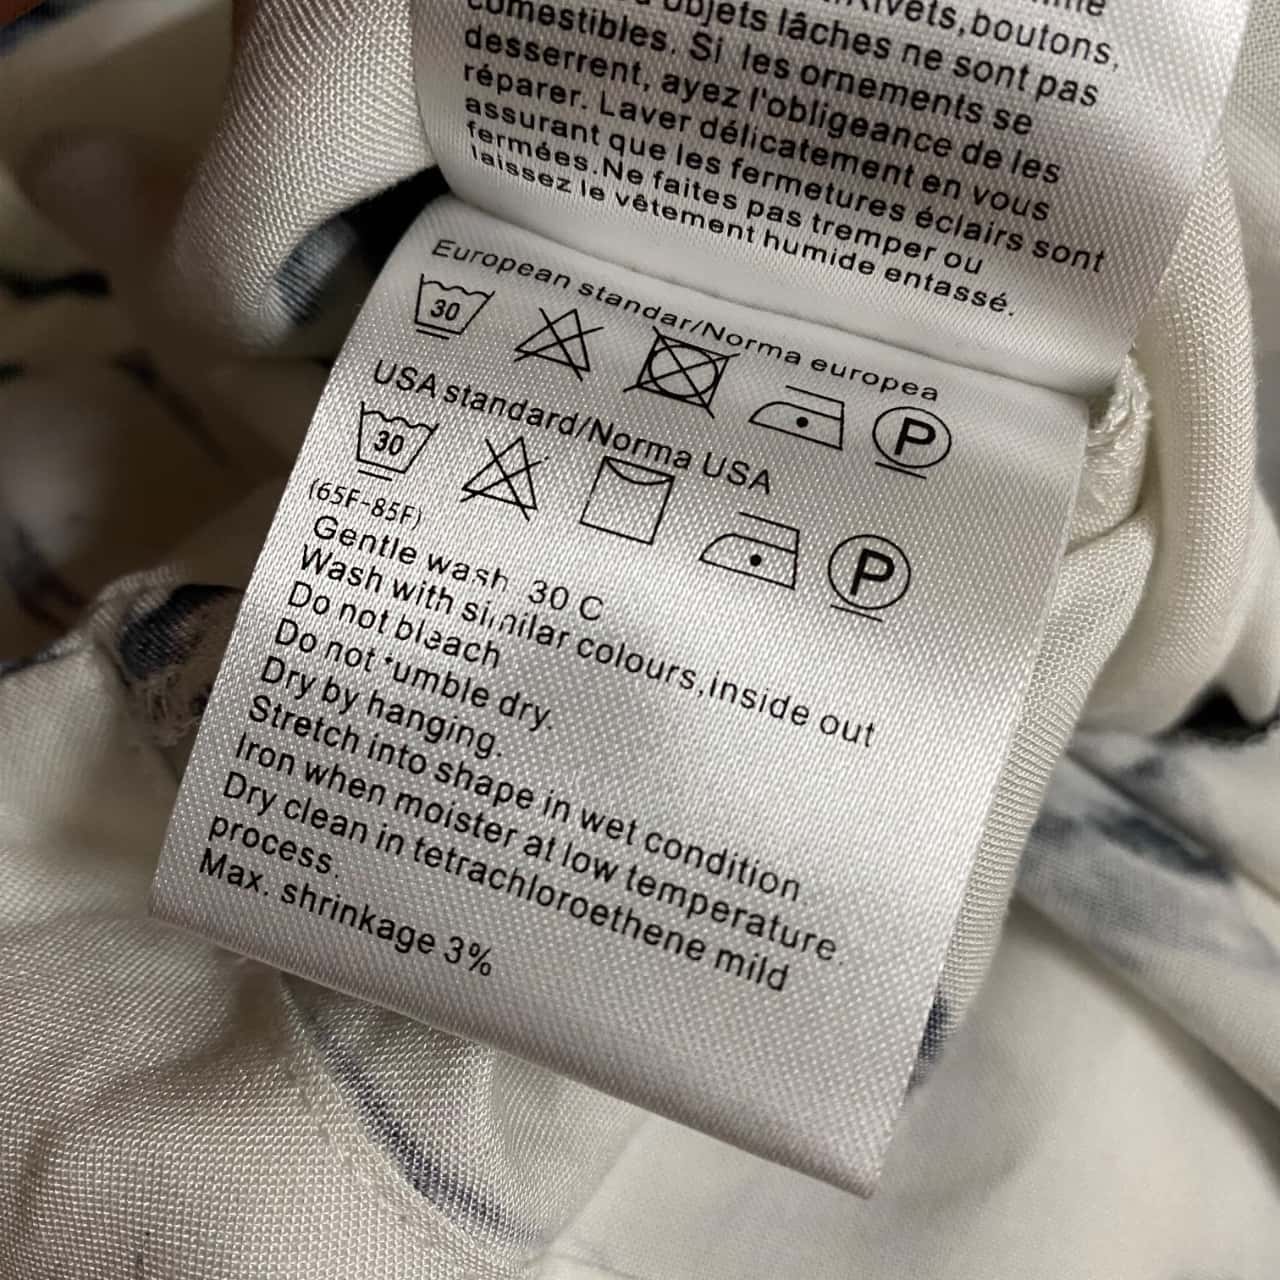 Rivets,boutons,
objets lâches ne sont pas
comestibles. Si les ornements se
desserrent, ayez l'obligeance de les
réparer. Laver délicatement en vous
assurant que les fermetures éclairs sont
fermées.Ne faites pas tremper ou
laissez le vêtement humide entassé.
European standar/Norma europea
30 P
USA standard/Norma USA
30 P
(65F-85F)
Gentle wash 30 C
Wash with similar colours,inside out
Do not bleach
Do not tumble dry.
Dry by hanging.
Stretch into shape in wet condition.
Iron when moister at low temperature.
Dry clean in tetrachloroethene mild
process.
Max. shrinkage 3%